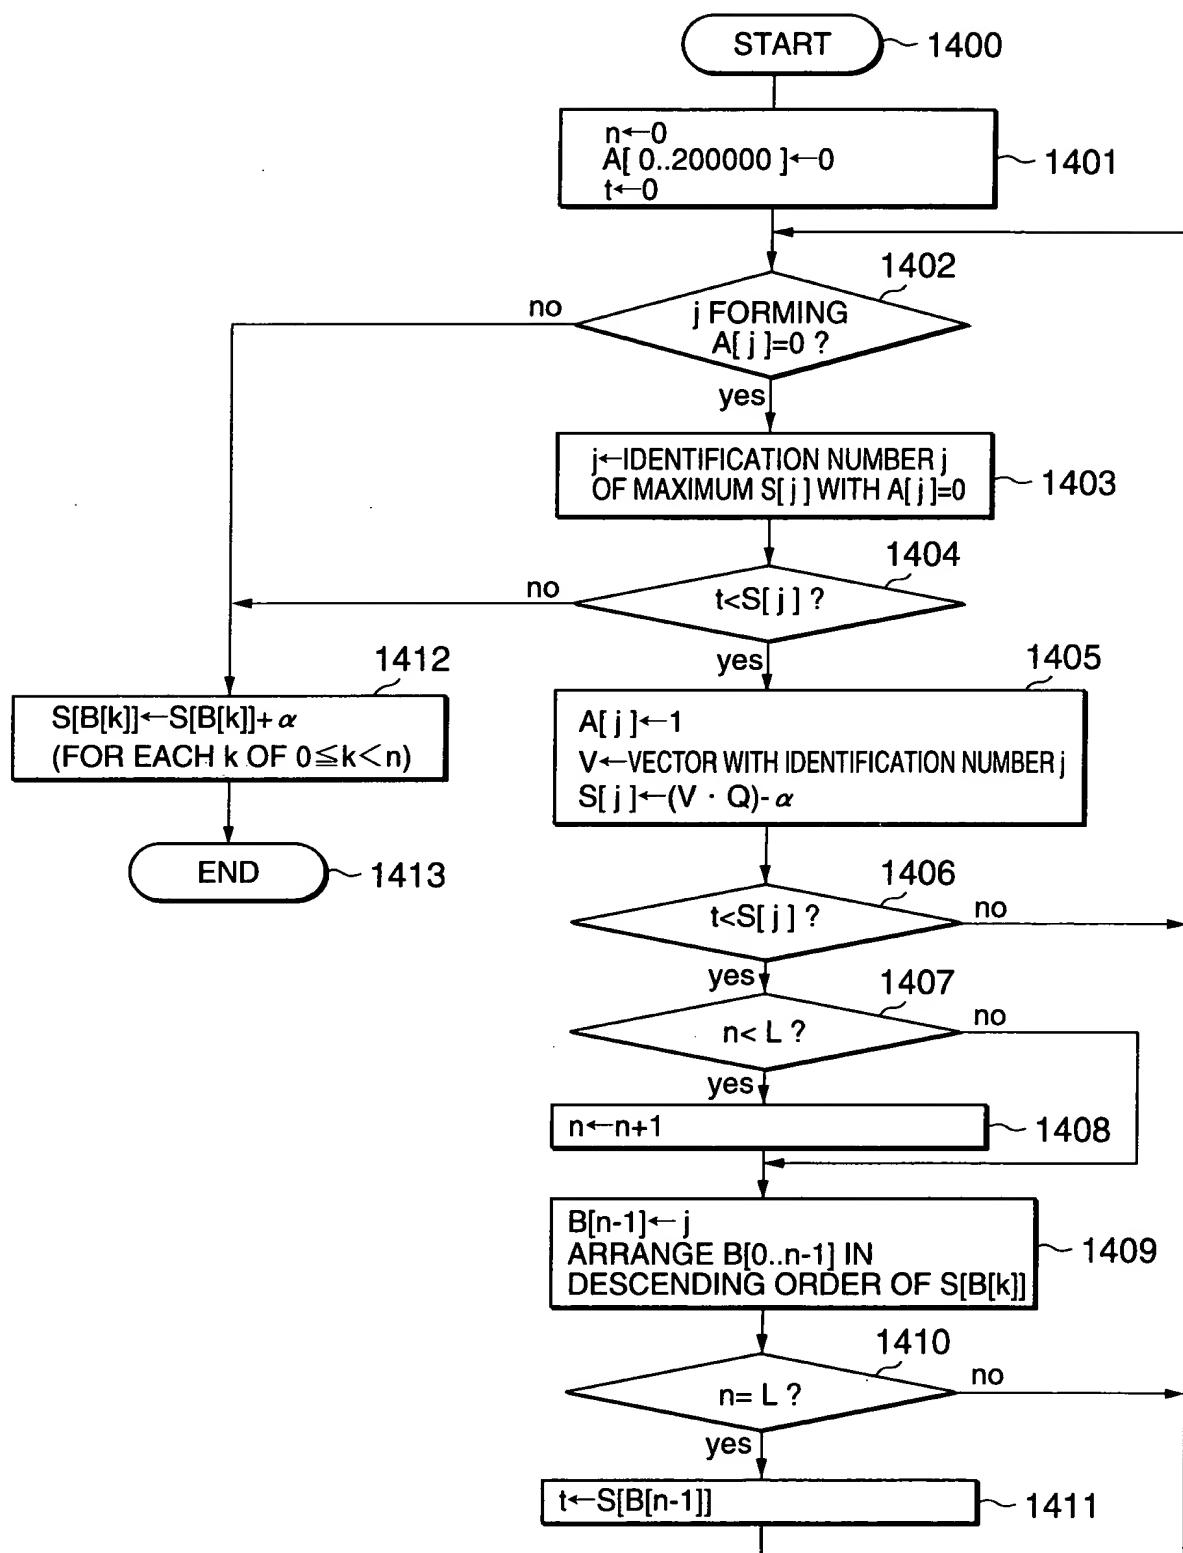 START
1400
n←0
A[ 0..200000 ]←0
t←0
1401
1402
j FORMING
A[ j ]=0 ?
no
yes
j←IDENTIFICATION NUMBER j
OF MAXIMUM S[ j ] WITH A[ j ]=0
1403
1404
t<S[ j ] ?
no
yes
1412
S[B[k]]←S[B[k]]+α
(FOR EACH k OF 0≦k<n)
1405
A[ j ]←1
V←VECTOR WITH IDENTIFICATION NUMBER j
S[ j ]←(V · Q)-α
END
1413
1406
t<S[ j ] ?
no
yes
1407
n< L ?
no
yes
n←n+1
1408
B[n-1]← j
ARRANGE B[0..n-1] IN
DESCENDING ORDER OF S[B[k]]
1409
1410
n= L ?
no
yes
t←S[B[n-1]]
1411